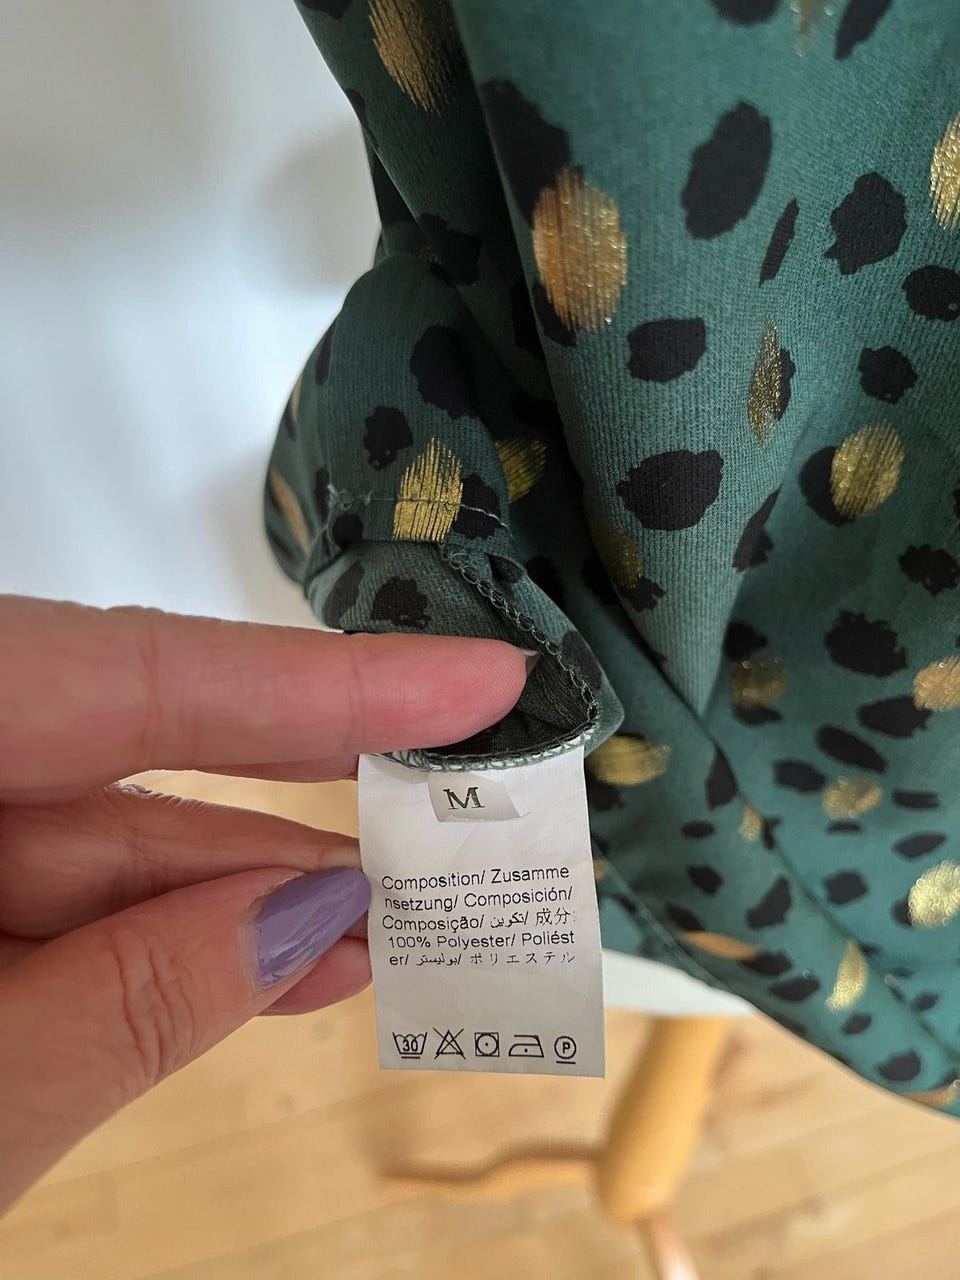 M
Composition/ Zusamme
nsetzung/ Composición/
Composição/ تكوين/ 成分:
100% Polyester/ Poliést
er/ بوليستر/ ポリエステル
30
P